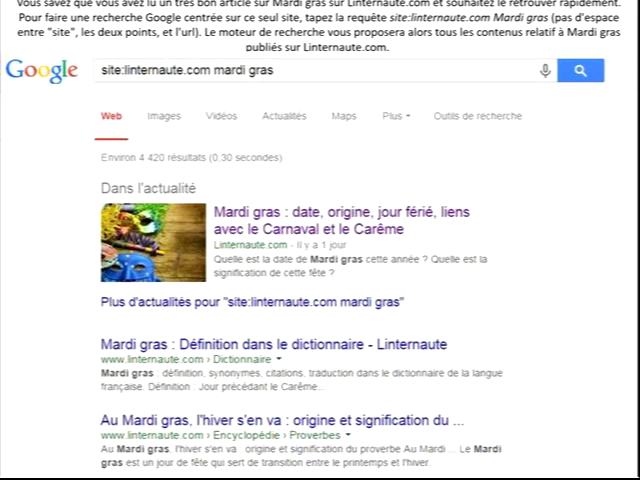 Vous savez que vous avez lu un très bon article sur Mardi gras sur Linternaute.com et souhaitez le retrouver rapidement.
Pour faire une recherche Google centrée sur ce seul site, tapez la requête site:linternaute.com Mardi gras (pas d'espace
entre "site", les deux points, et l'url). Le moteur de recherche vous proposera alors tous les contenus relatif à Mardi gras
publiés sur Linternaute.com.
Google site:linternaute.com mardi gras
Web Images Vidéos Actualités Maps Plus Outils de recherche
Environ 4 420 résultats (0,30 secondes)
Dans l'actualité
Mardi gras : date, origine, jour férié, liens
avec le Carnaval et le Carême
Linternaute.com - Il y a 1 jour
Quelle est la date de Mardi gras cette année ? Quelle est la
signification de cette fête ?
Plus d'actualités pour "site:linternaute.com mardi gras"
Mardi gras : Définition dans le dictionnaire - Linternaute
www.linternaute.com › Dictionnaire
Mardi gras : définition, synonymes, citations, traduction dans le dictionnaire de la langue
française. Définition : Jour précédant le Carême...
Au Mardi gras, l'hiver s'en va : origine et signification du ...
www.linternaute.com › Encyclopédie › Proverbes
Au Mardi gras, l'hiver s'en va : origine et signification du proverbe Au Mardi ... Le Mardi
gras est un jour de fête qui sert de transition entre le printemps et l'hiver.